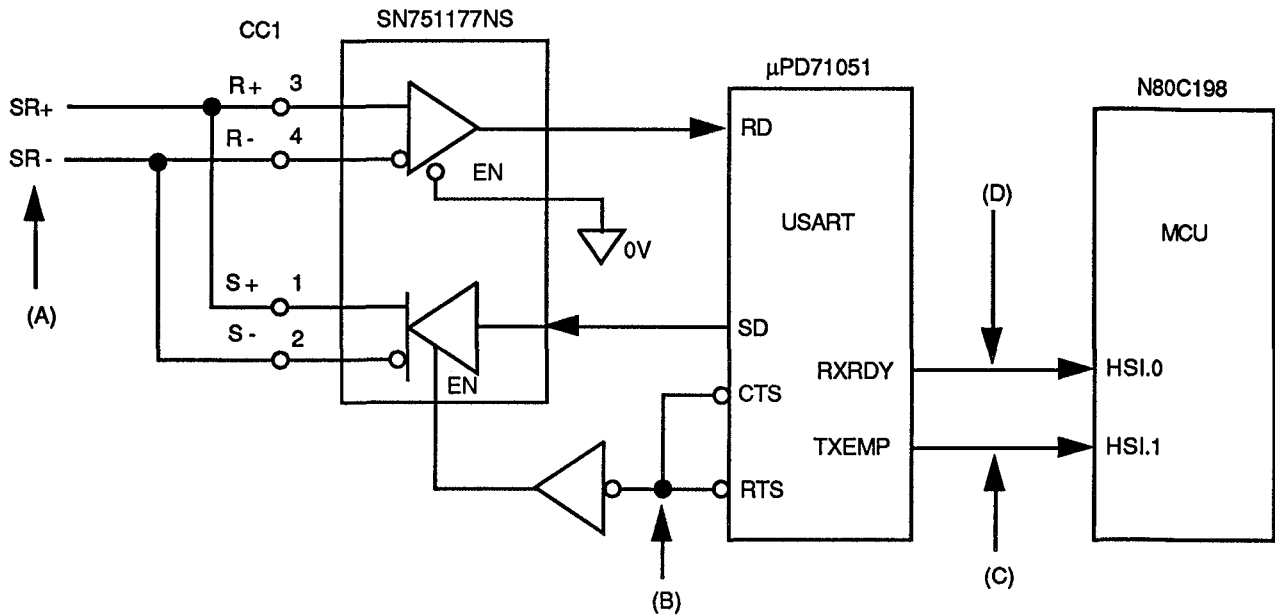 SN751177NS
CC1
µPD71051
N80C198
SR+
R+ 3
SR-
R- 4
RD
EN
0V
USART
(D)
MCU
(A)
S+ 1
S- 2
SD
EN
RXRDY
HSI.0
CTS
TXEMP
HSI.1
RTS
(B)
(C)